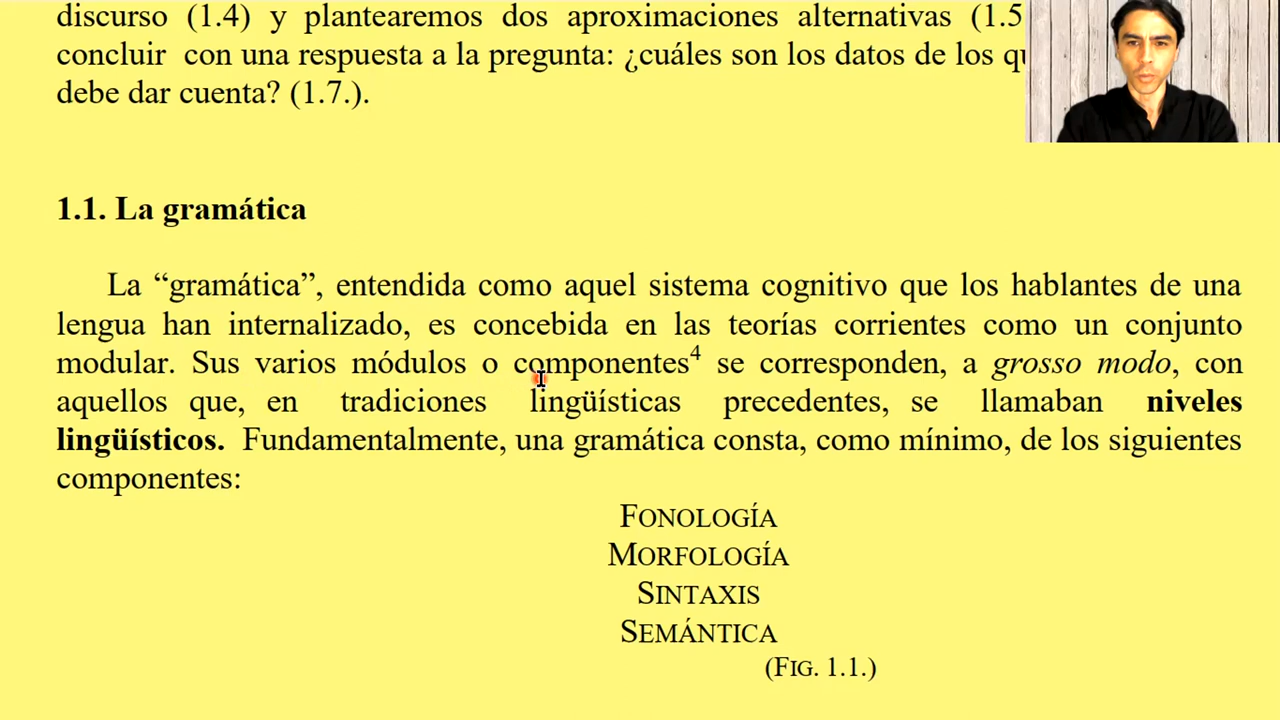 discurso (1.4) y plantearemos dos aproximaciones alternativas (1.5
concluir con una respuesta a la pregunta: ¿cuáles son los datos de los
debe dar cuenta? (1.7.).
1.1. La gramática
La “gramática”, entendida como aquel sistema cognitivo que los hablantes de una
lengua han internalizado, es concebida en las teorías corrientes como un conjunto
modular. Sus varios módulos o componentes⁴ se corresponden, a grosso modo, con
aquellos que, en tradiciones lingüísticas precedentes, se llamaban niveles
lingüísticos. Fundamentalmente, una gramática consta, como mínimo, de los siguientes
componentes:
FONOLOGÍA
MORFOLOGÍA
SINTAXIS
SEMÁNTICA
(FIG. 1.1.)